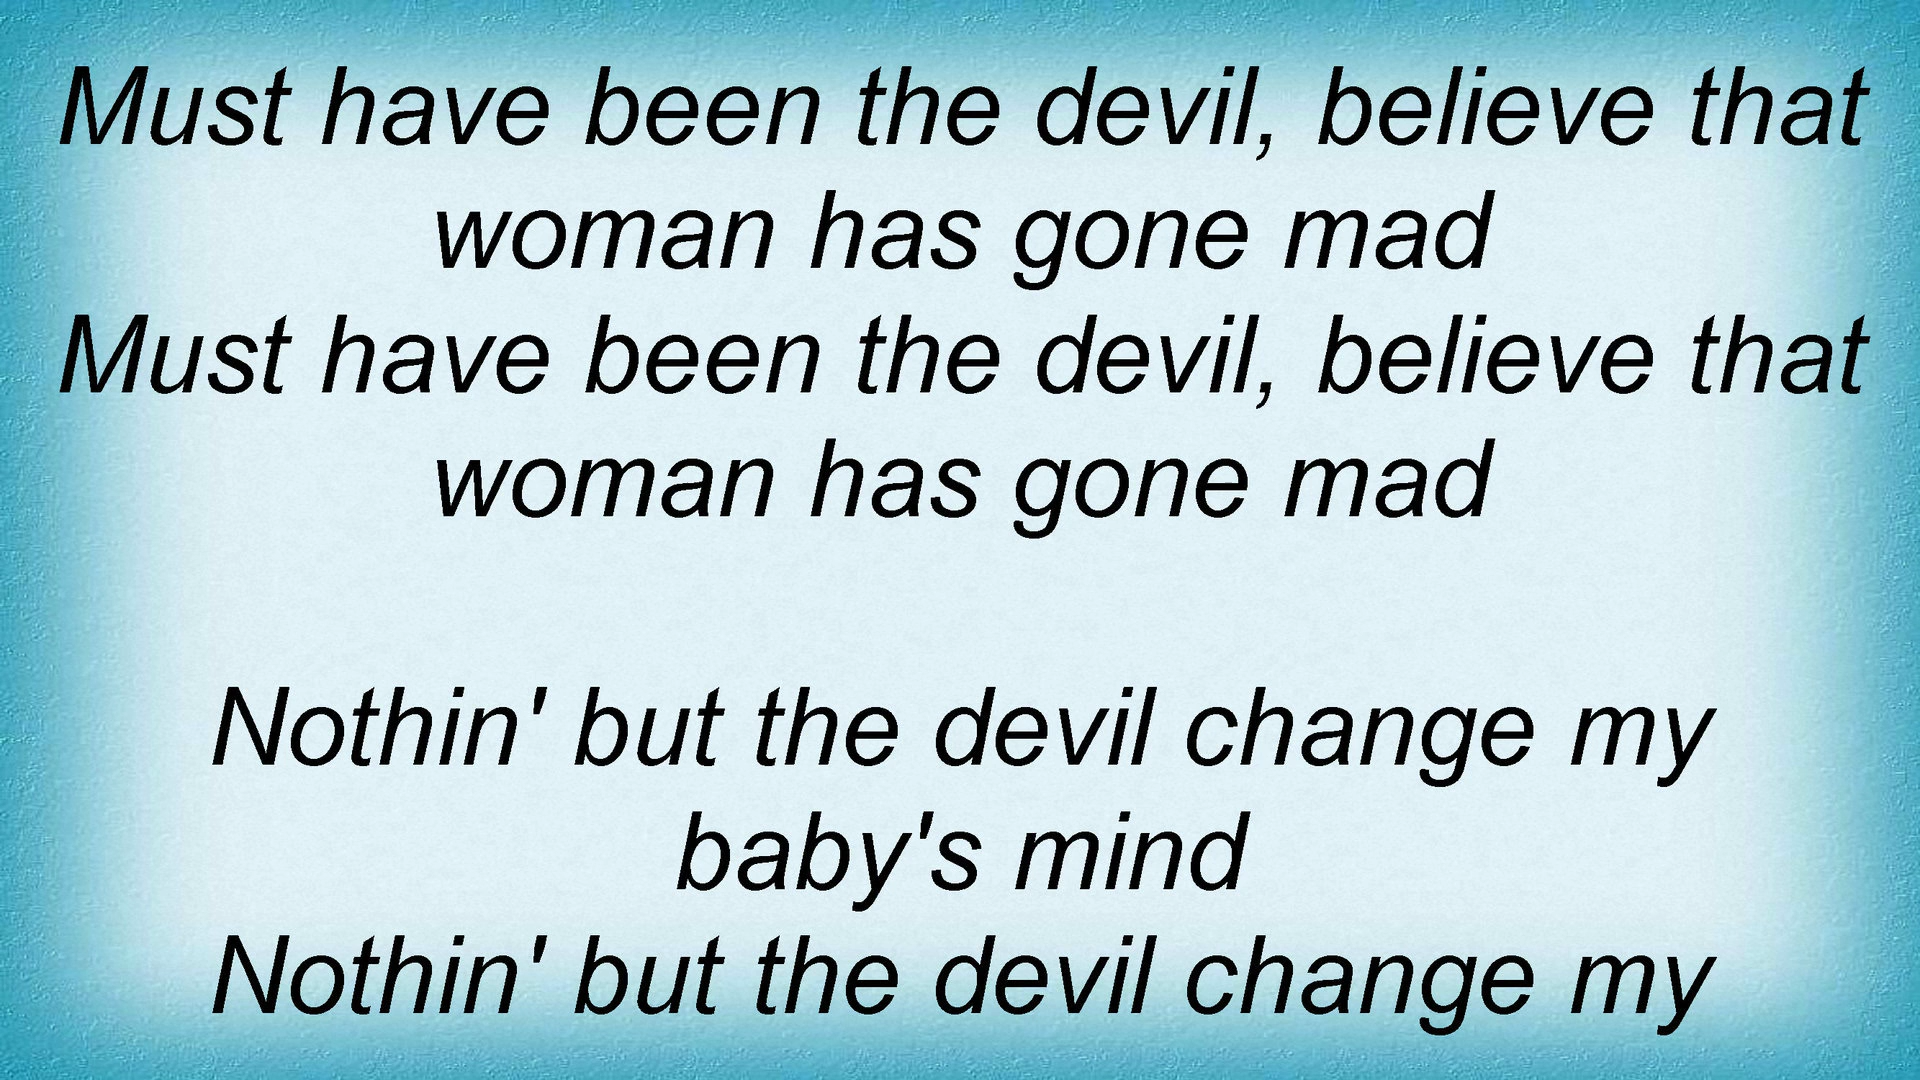 Must have been the devil, believe that
woman has gone mad
Must have been the devil, believe that
woman has gone mad
Nothin' but the devil change my
baby's mind
Nothin' but the devil change my